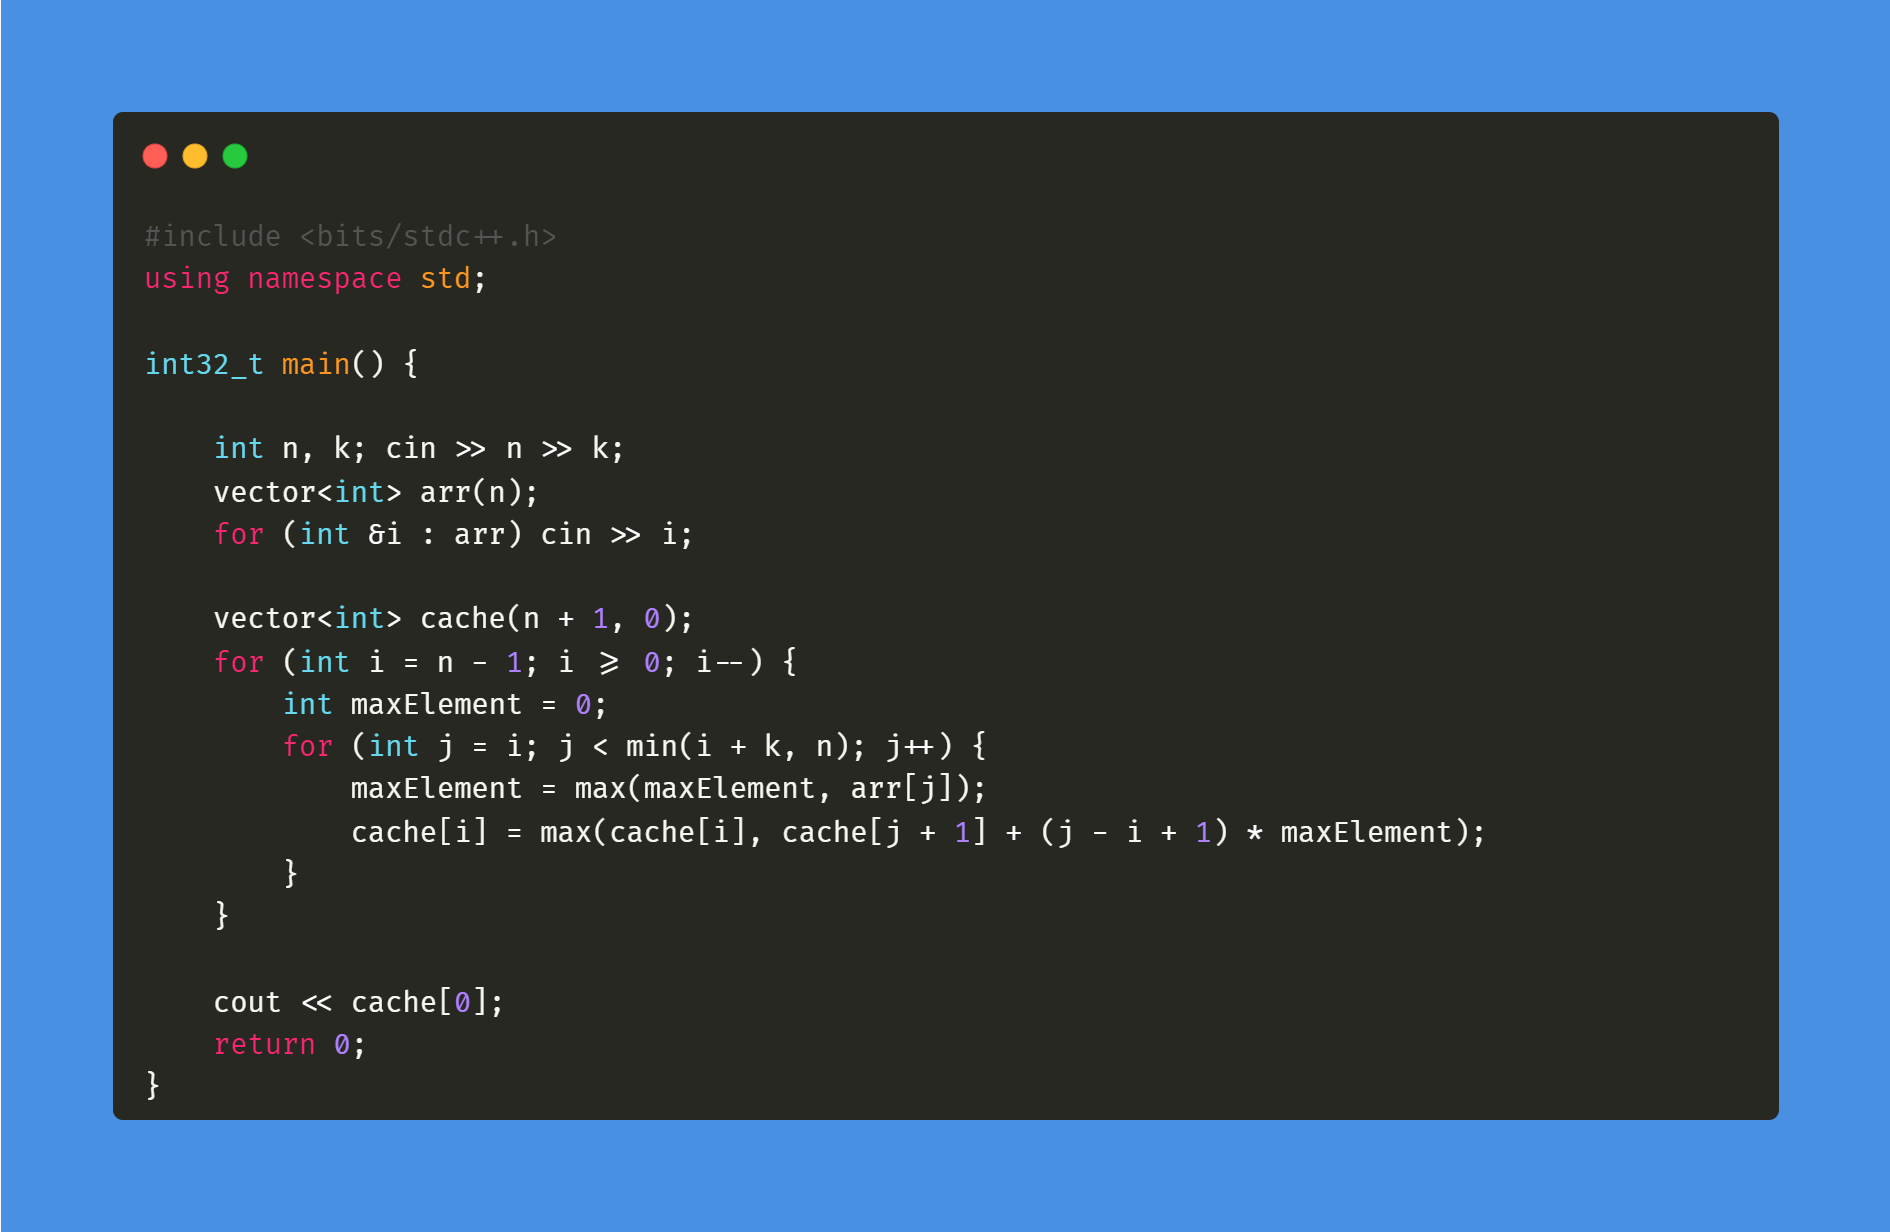 #include <bits/stdc++.h>
using namespace std;
int32_t main() {
int n, k; cin >> n >> k;
vector<int> arr(n);
for (int &i : arr) cin >> i;
vector<int> cache(n + 1, 0);
for (int i = n - 1; i >= 0; i--) {
int maxElement = 0;
for (int j = i; j < min(i + k, n); j++) {
maxElement = max(maxElement, arr[j]);
cache[i] = max(cache[i], cache[j + 1] + (j - i + 1) * maxElement);
}
}
cout << cache[0];
return 0;
}